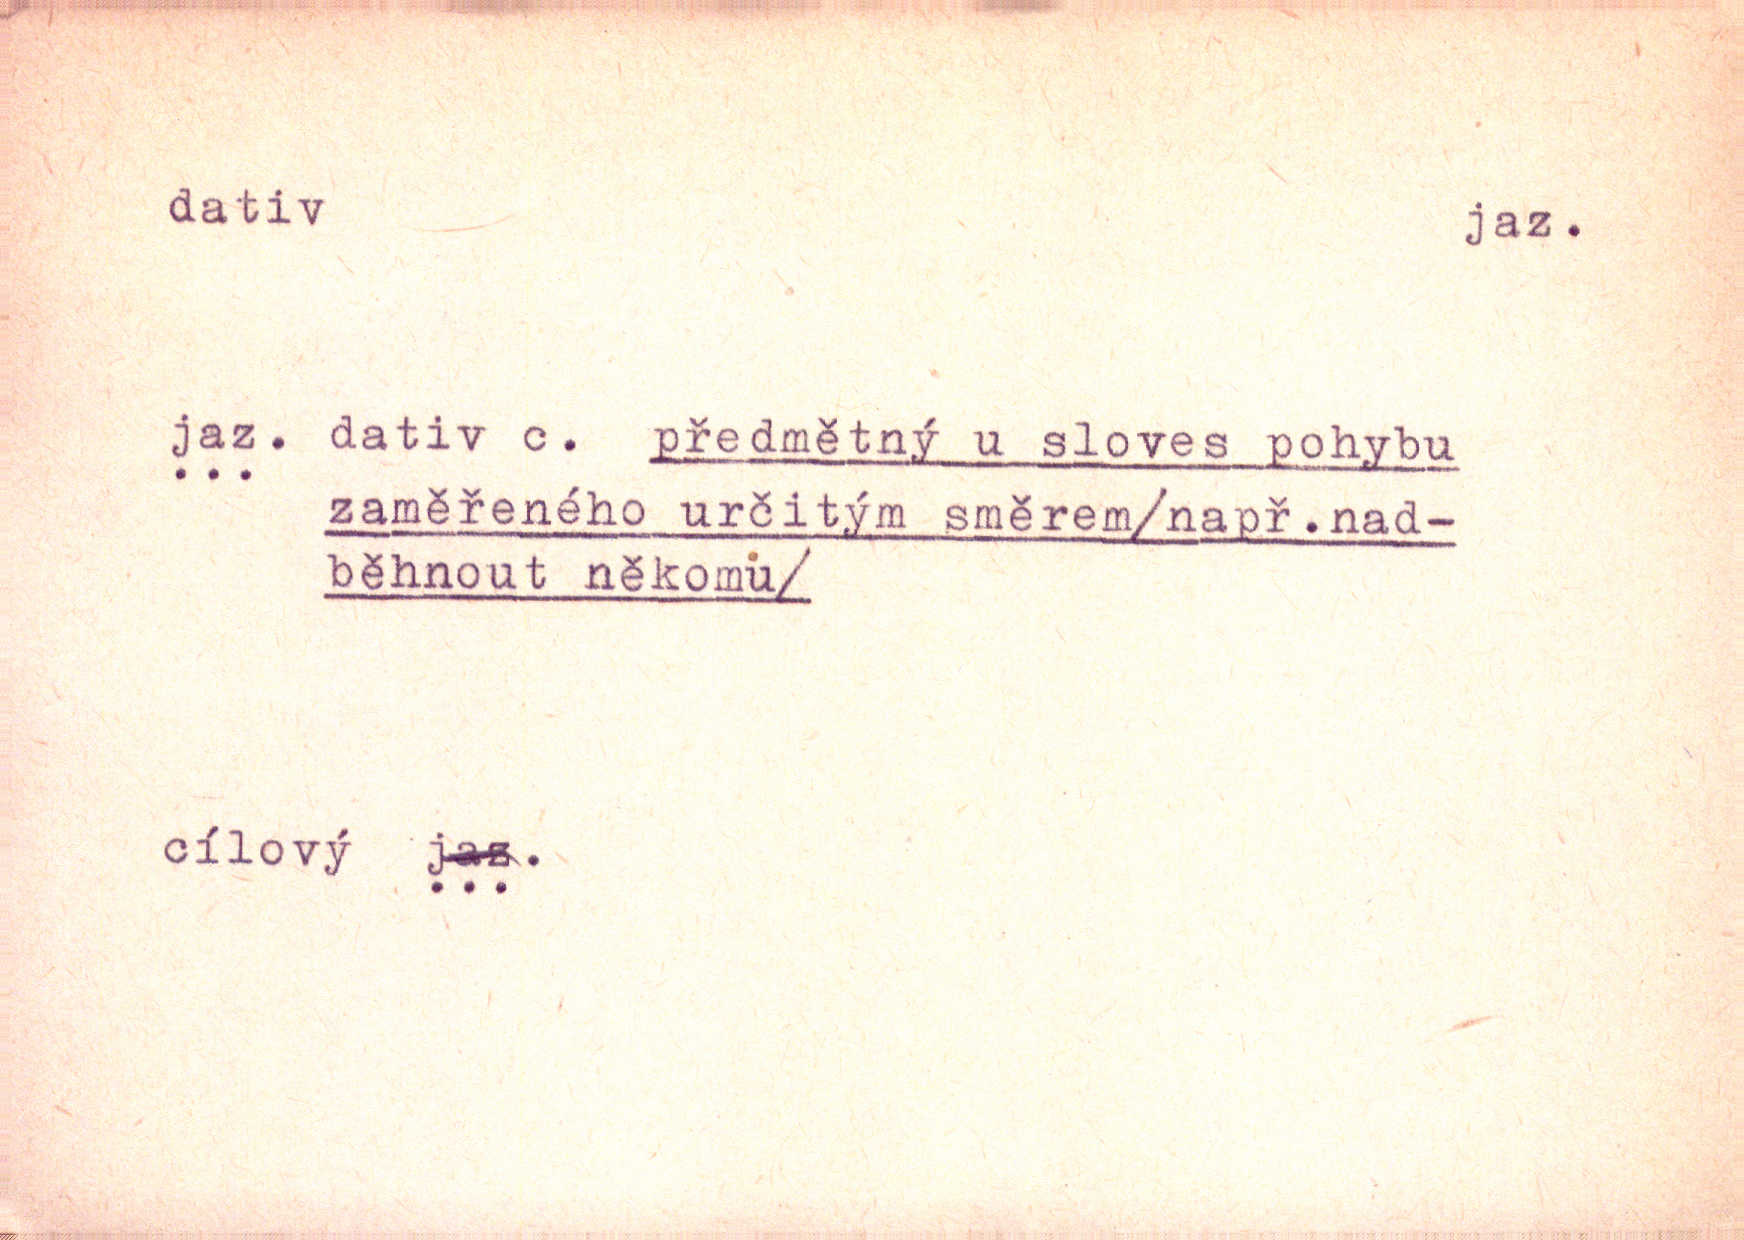 dativ jaz.
jaz. dativ c. předmětný u sloves pohybu
zaměřeného určitým směrem/např.nad-
běhnout někomu/
cílový jaz.